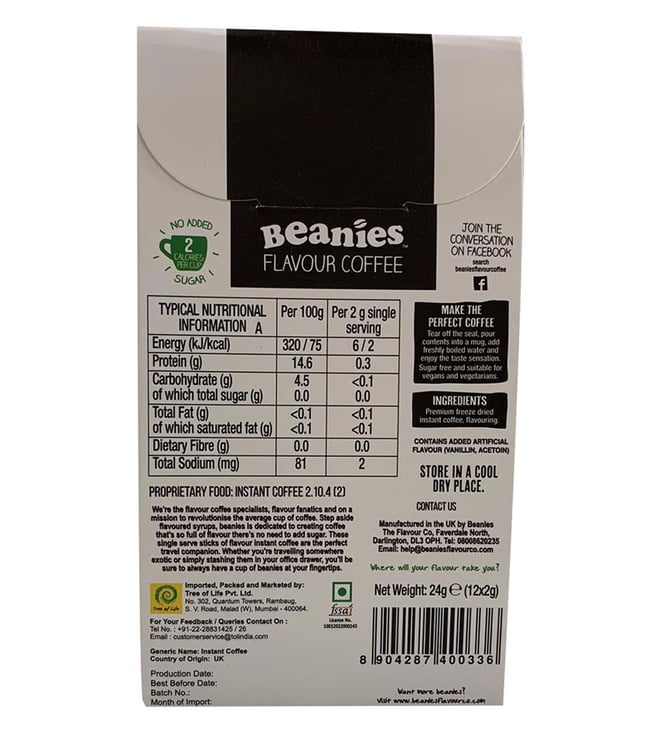 NO ADDED
2
CALORIES
PER CUP
SUGAR
Beanies™
FLAVOUR COFFEE
JOIN THE
CONVERSATION
ON FACEBOOK
search
beaniesflavourcoffee
f
TYPICAL NUTRITIONAL INFORMATION A | Per 100g | Per 2 g single serving
Energy (kJ/kcal) 320 / 75 6 / 2
Protein (g) 14.6 0.3
Carbohydrate (g) 4.5 <0.1
of which total sugar (g) 0.0 0.0
Total Fat (g) <0.1 <0.1
of which saturated fat (g) <0.1 <0.1
Dietary Fibre (g) 0.0 0.0
Total Sodium (mg) 81 2
PROPRIETARY FOOD: INSTANT COFFEE 2.10.4 (2)
We're the flavour coffee specialists, flavour fanatics and on a
mission to revolutionise the average cup of coffee. Step aside
flavoured syrups, beanies is dedicated to creating coffee
that's so full of flavour there's no need to add sugar. These
single serve sticks of flavour instant coffee are the perfect
travel companion. Whether you're travelling somewhere
exotic or simply stashing them in your office drawer, you'll be
sure to always have a cup of beanies at your fingertips.
MAKE THE
PERFECT COFFEE
Tear off the seal, pour
contents into a mug, add
freshly boiled water and
enjoy the taste sensation.
Sugar free and suitable for
vegans and vegetarians.
INGREDIENTS
Premium freeze dried
instant coffee, flavouring.
CONTAINS ADDED ARTIFICIAL
FLAVOUR (VANILLIN, ACETOIN)
STORE IN A COOL
DRY PLACE.
CONTACT US
Manufactured in the UK by Beanies
The Flavour Co, Faverdale North,
Darlington, DL3 OPH, Tel: 08008620235
Email: help@beaniesflavourco.com
Where will your flavour take you?
Tree of Life
Imported, Packed and Marketed by:
Tree of Life Pvt. Ltd.
No. 302, Quantum Towers, Rambaug,
S. V. Road, Malad (W), Mumbai - 400064.
fssai
License No.
10012022000143
For Your Feedback / Queries Contact On :
Tel No. : +91-22-28831425 / 26
Email : customerservice@tolindia.com
Generic Name: Instant Coffee
Country of Origin: UK
Production Date:
Best Before Date:
Batch No.:
Month of Import:
Net Weight: 24g ℮ (12x2g)
8 904287 400336
Want more beanies?
Visit www.beaniesflavourco.com